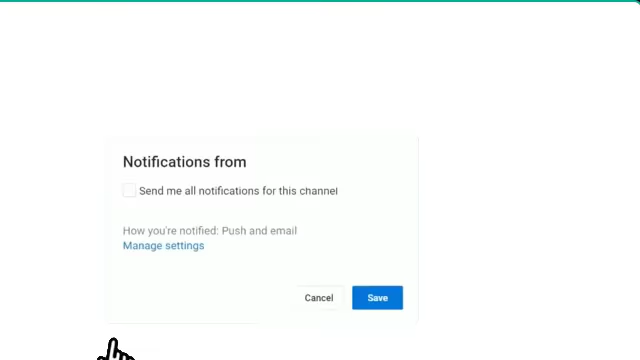 Notifications from
Send me all notifications for this channel
How you're notified: Push and email
Manage settings
Cancel
Save